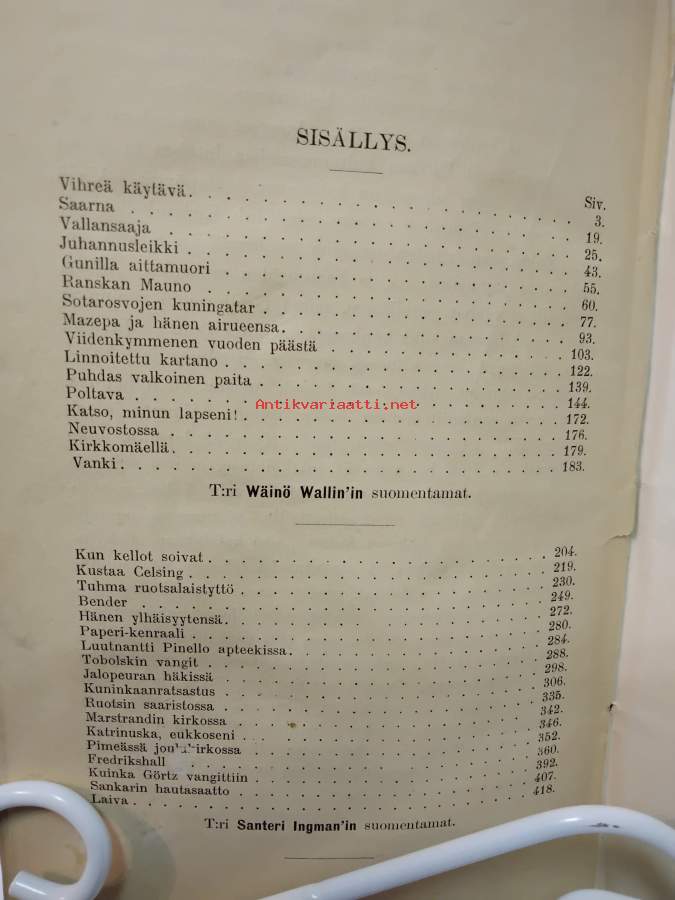 SISÄLLYS.
Siv.
Vihreä käytävä. . . . . . . . . . . . . . . . 3.
Saarna . . . . . . . . . . . . . . . . 19.
Vallansaaja . . . . . . . . . . . . . . . . 25.
Juhannusleikki . . . . . . . . . . . . . . . . 43.
Gunilla aittamuori . . . . . . . . . . . . . . . . 55.
Ranskan Mauno . . . . . . . . . . . . . . . . 60.
Sotarosvojen kuningatar . . . . . . . . . . . . . . . . 77.
Mazepa ja hänen airueensa. . . . . . . . . . . . . . . 93.
Viidenkymmenen vuoden päästä . . . . . . . . . . . . 103.
Linnoitettu kartano . . . . . . . . . . . . . . . . 122.
Puhdas valkoinen paita . . . . . . . . . . . . . . . . 139.
Poltava . . . . . . . . . . . . . . . . 144.
Antikvariaatti.net
Katso, minun lapseni! . . . . . . . . . . . . . . . . 172.
Neuvostossa . . . . . . . . . . . . . . . . 176.
Kirkkomäellä. . . . . . . . . . . . . . . . 179.
Vanki . . . . . . . . . . . . . . . . 183.
T:ri Wäinö Wallin'in suomentamat.
Kun kellot soivat . . . . . . . . . . . . . . . . 204.
Kustaa Celsing . . . . . . . . . . . . . . . . 219.
Tuhma ruotsalaistyttö . . . . . . . . . . . . . . . . 230.
Bender . . . . . . . . . . . . . . . . 249.
Hänen ylhäisyytensä. . . . . . . . . . . . . . . . 272.
Paperi-kenraali . . . . . . . . . . . . . . . . 280.
Luutnantti Pinello apteekissa. . . . . . . . . . . . . 284.
Tobolskin vangit . . . . . . . . . . . . . . . . 288.
Jalopeuran häkissä . . . . . . . . . . . . . . . . 298.
Kuninkaanratsastus . . . . . . . . . . . . . . . . 306.
Ruotsin saaristossa . . . . . . . . . . . . . . . . 335.
Marstrandin kirkossa . . . . . . . . . . . . . . . . 342.
Katrinuska, eukkoseni . . . . . . . . . . . . . . . . 346.
Pimeässä joulukirkossa . . . . . . . . . . . . . . . . 352.
Fredrikshall . . . . . . . . . . . . . . . . 360.
Kuinka Görtz vangittiin . . . . . . . . . . . . . . . . 392.
Sankarin hautasaatto . . . . . . . . . . . . . . . . 407.
Laiva . . . . . . . . . . . . . . . . 418.
T:ri Santeri Ingman'in suomentamat.